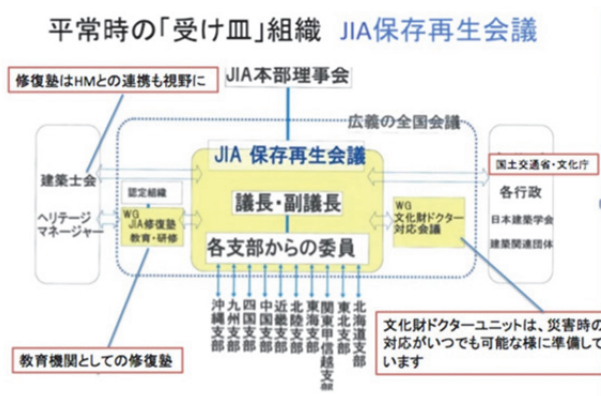 平常時の「受け皿」組織 JIA保存再生会議
修復塾はHMとの連携も視野に
JIA本部理事会
広義の全国会議
JIA 保存再生会議
国土交通省・文化庁
建築士会
認定組織
議長・副議長
各行政
ヘリテージ
マネージャー
WG
JIA修復塾
教育・研修
WG
文化財ドクター
対応会議
日本建築学会
建築関連団体
各支部からの委員
沖縄支部
九州支部
四国支部
中国支部
近畿支部
北陸支部
東海支部
関東甲信越支部
東北支部
北海道支部
教育機関としての修復塾
文化財ドクターユニットは、災害時の
対応がいつでも可能な様に準備して
います